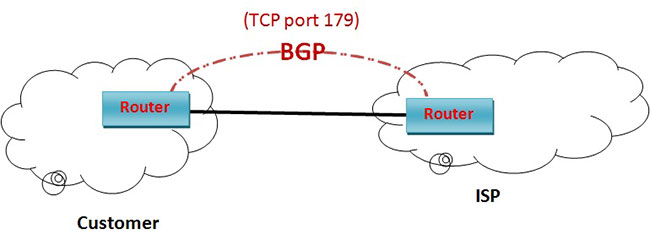 (TCP port 179)
BGP
Router
Router
Customer
ISP